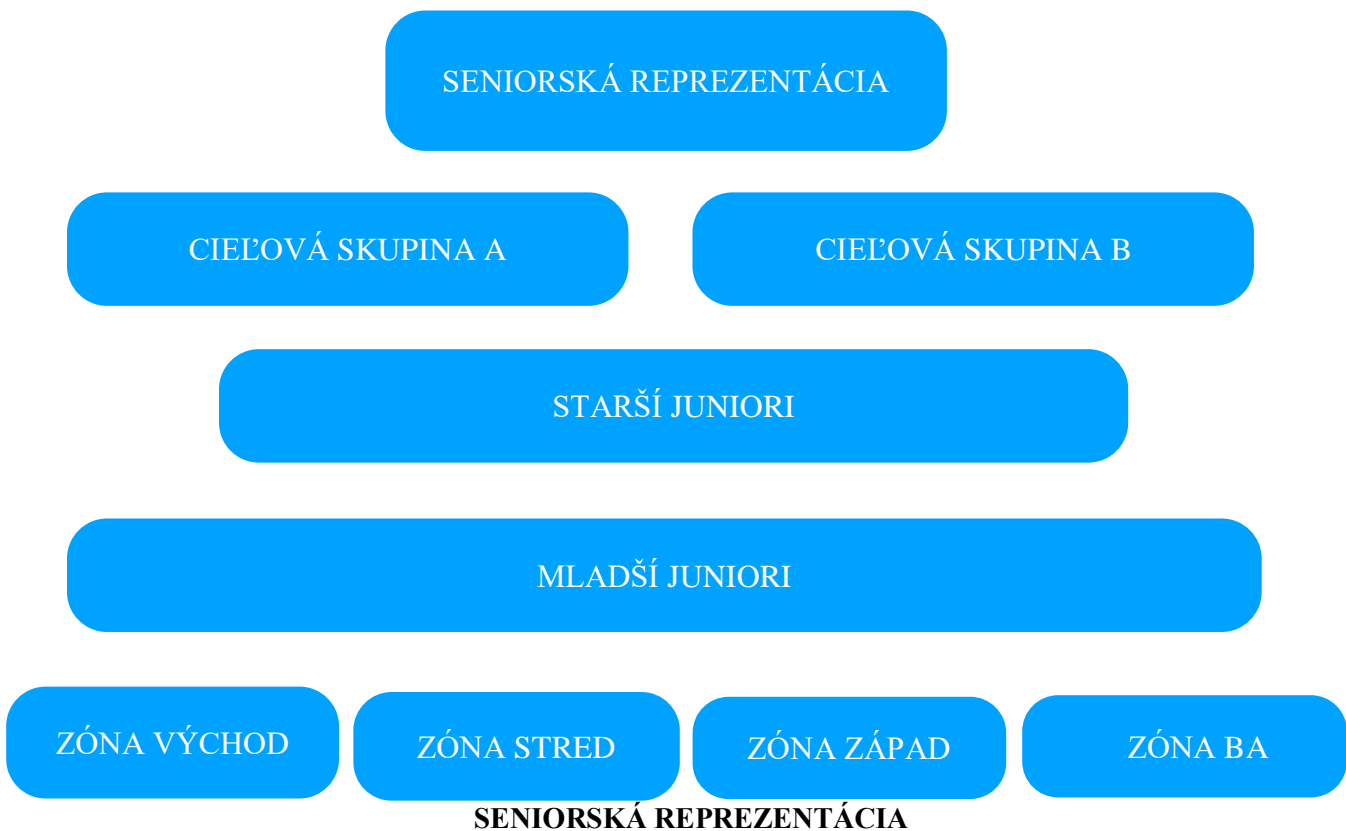 SENIORSKÁ REPREZENTÁCIA
CIEĽOVÁ SKUPINA A
CIEĽOVÁ SKUPINA B
STARŠÍ JUNIORI
MLADŠÍ JUNIORI
ZÓNA VÝCHOD
ZÓNA STRED
ZÓNA ZÁPAD
ZÓNA BA
SENIORSKÁ REPREZENTÁCIA